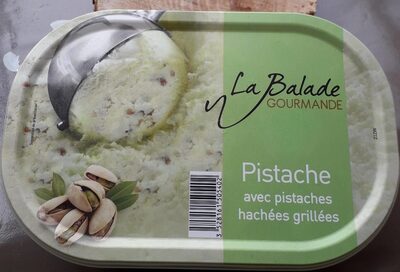 La Balade
GOURMANDE
Pistache
avec pistaches
hachées grillées